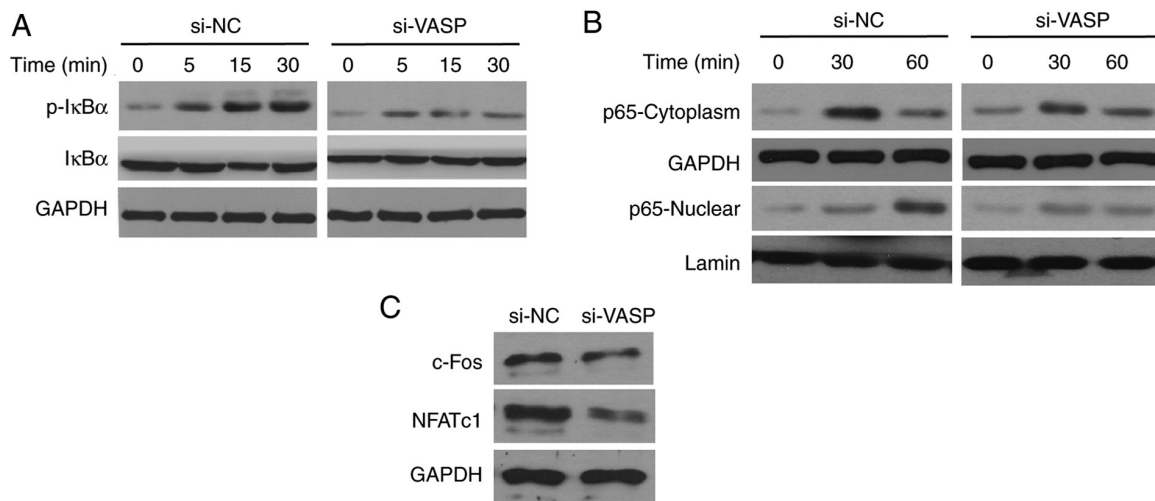 A
si-NC si-VASP
Time (min) 0 5 15 30 0 5 15 30
p-IκBα
IκBα
GAPDH
B
si-NC si-VASP
Time (min) 0 30 60 0 30 60
p65-Cytoplasm
GAPDH
p65-Nuclear
Lamin
C
si-NC si-VASP
c-Fos
NFATc1
GAPDH